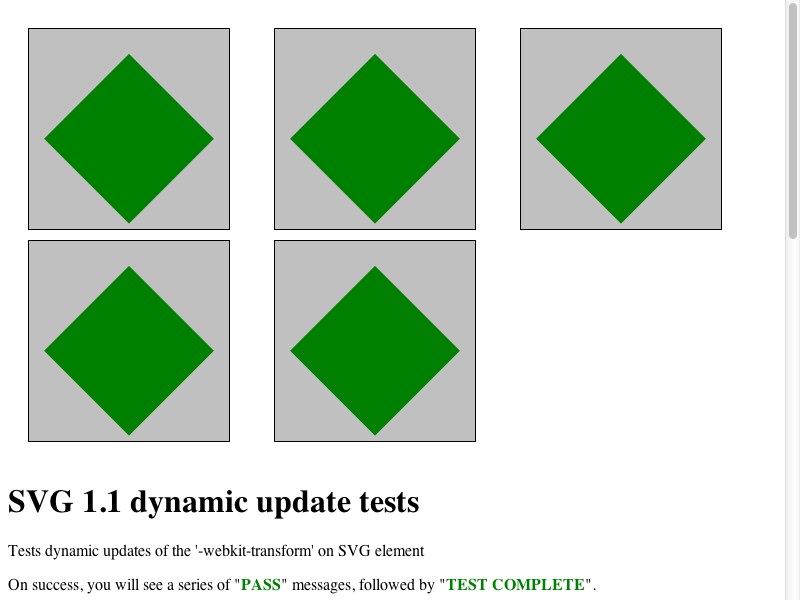 SVG 1.1 dynamic update tests
Tests dynamic updates of the '-webkit-transform' on SVG element
On success, you will see a series of "PASS" messages, followed by "TEST COMPLETE".